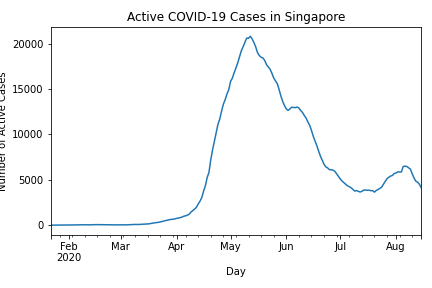 Active COVID-19 Cases in Singapore
Number of Active Cases
20000
15000
10000
5000
0
Feb Mar Apr May Jun Jul Aug
2020
Day